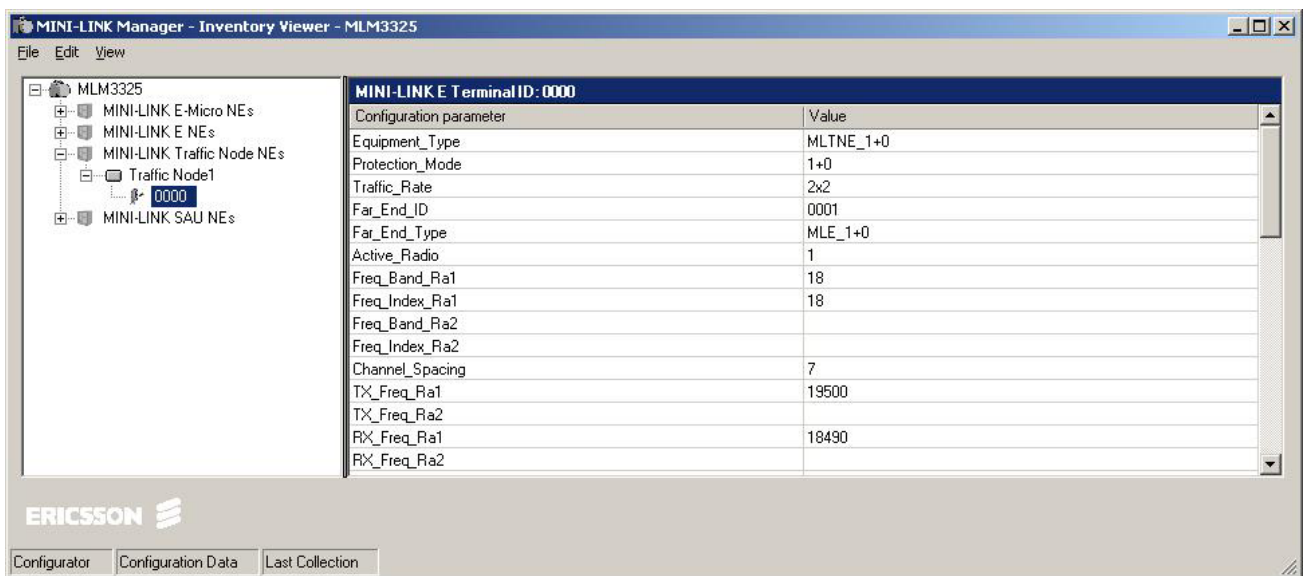 MINI-LINK Manager - Inventory Viewer - MLM3325
File Edit View
MLM3325
MINI-LINK E-Micro NEs
MINI-LINK E NEs
MINI-LINK Traffic Node NEs
Traffic Node1
0000
MINI-LINK SAU NEs
MINI-LINK E Terminal ID: 0000
Configuration parameter Value
Equipment_Type MLTNE_1+0
Protection_Mode 1+0
Traffic_Rate 2x2
Far_End_ID 0001
Far_End_Type MLE_1+0
Active_Radio 1
Freq_Band_Ra1 18
Freq_Index_Ra1 18
Freq_Band_Ra2
Freq_Index_Ra2
Channel_Spacing 7
TX_Freq_Ra1 19500
TX_Freq_Ra2
RX_Freq_Ra1 18490
RX_Freq_Ra2
ERICSSON
Configurator Configuration Data Last Collection